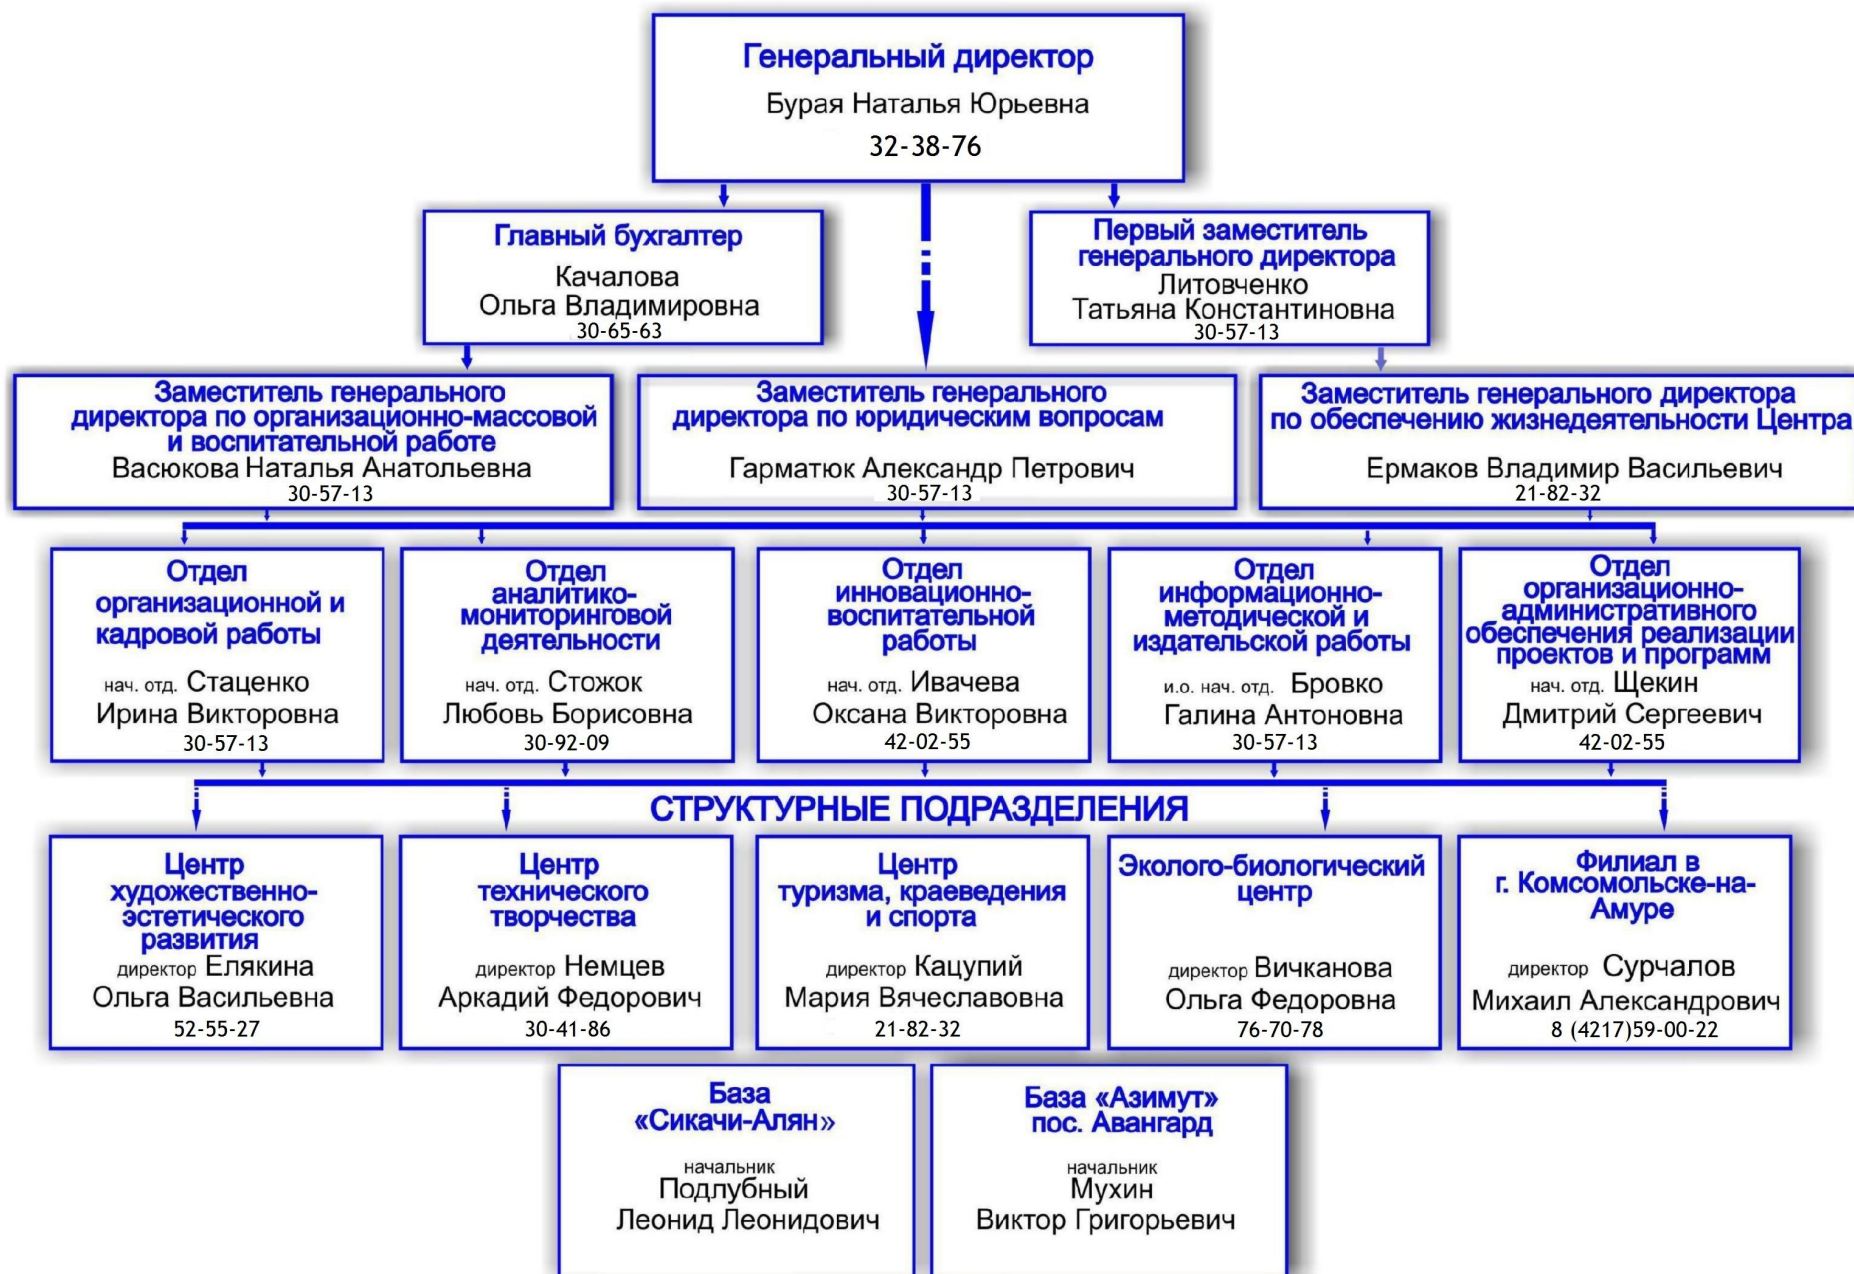 Генеральный директор
Бурая Наталья Юрьевна
32-38-76
Главный бухгалтер
Качалова
Ольга Владимировна
30-65-63
Первый заместитель
генерального директора
Литовченко
Татьяна Константиновна
30-57-13
Заместитель генерального
директора по организационно-массовой
и воспитательной работе
Васюкова Наталья Анатольевна
30-57-13
Заместитель генерального
директора по юридическим вопросам
Гарматюк Александр Петрович
30-57-13
Заместитель генерального директора
по обеспечению жизнедеятельности Центра
Ермаков Владимир Васильевич
21-82-32
Отдел
организационной и
кадровой работы
нач. отд. Стаценко
Ирина Викторовна
30-57-13
Отдел
аналитико-
мониторинговой
деятельности
нач. отд. Стожок
Любовь Борисовна
30-92-09
Отдел
инновационно-
воспитательной
работы
нач. отд. Ивачева
Оксана Викторовна
42-02-55
Отдел
информационно-
методической и
издательской работы
и.о. нач. отд. Бровко
Галина Антоновна
30-57-13
Отдел
организационно-
административного
обеспечения реализации
проектов и программ
нач. отд. Щекин
Дмитрий Сергеевич
42-02-55
СТРУКТУРНЫЕ ПОДРАЗДЕЛЕНИЯ
Центр
художественно-
эстетического
развития
директор Елякина
Ольга Васильевна
52-55-27
Центр
технического
творчества
директор Немцев
Аркадий Федорович
30-41-86
Центр
туризма, краеведения
и спорта
директор Кацупий
Мария Вячеславовна
21-82-32
Эколого-биологический
центр
директор Вичканова
Ольга Федоровна
76-70-78
Филиал в
г. Комсомольске-на-
Амуре
директор Сурчалов
Михаил Александрович
8 (4217)59-00-22
База
«Сикачи-Алян»
начальник
Подлубный
Леонид Леонидович
База «Азимут»
пос. Авангард
начальник
Мухин
Виктор Григорьевич